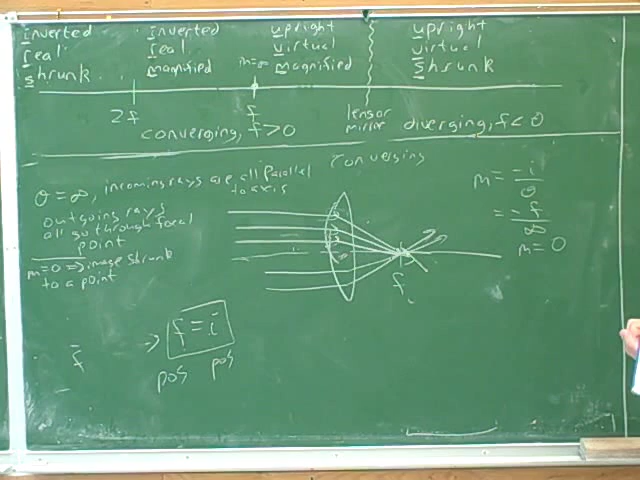 inverted
real
shrunk
inverted
real
magnified
m=∞
upright
virtual
magnified
upright
virtual
shrunk
2f
f
converging, f>0
lens or
mirror
diverging, f<0
converging
o=∞, incoming rays are all parallel
to axis
outgoing rays
all go through focal
point
m=0 ⇒ image shrunk
to a point
f
m = -i/o
= -f/∞
m = 0
f
→ f = i
pos pos